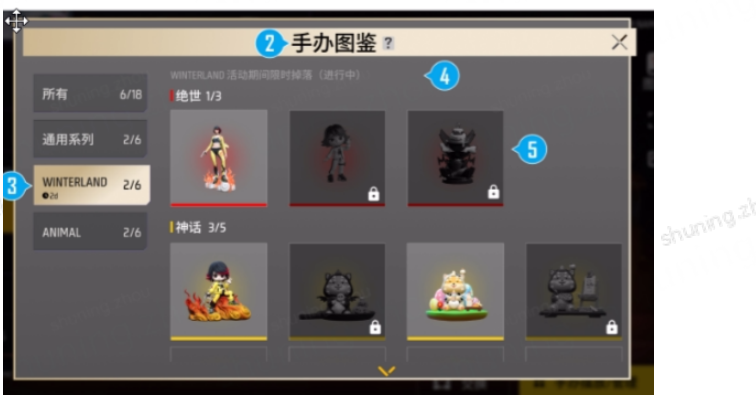 2 手办图鉴 ?
WINTERLAND 活动期间限时掉落（进行中）
4
所有 6/18
绝世 1/3
通用系列 2/6
5
3 WINTERLAND 2/6
2d
ANIMAL 2/6
神话 3/5